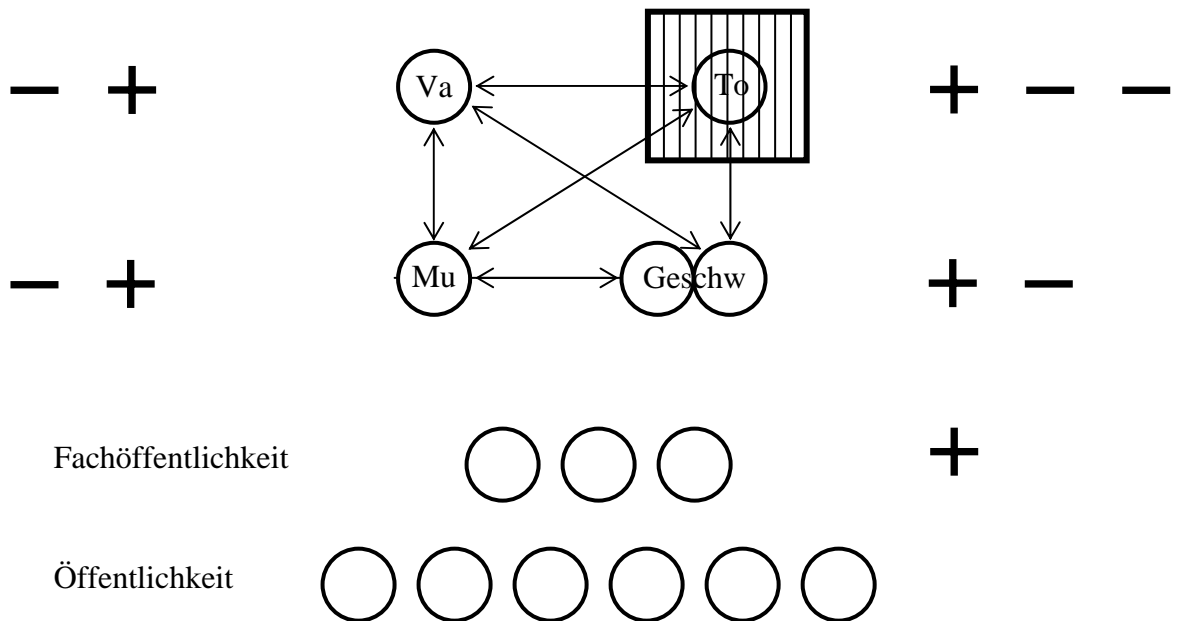 − + Va To + − −
− + Mu Geschw + −
Fachöffentlichkeit +
Öffentlichkeit